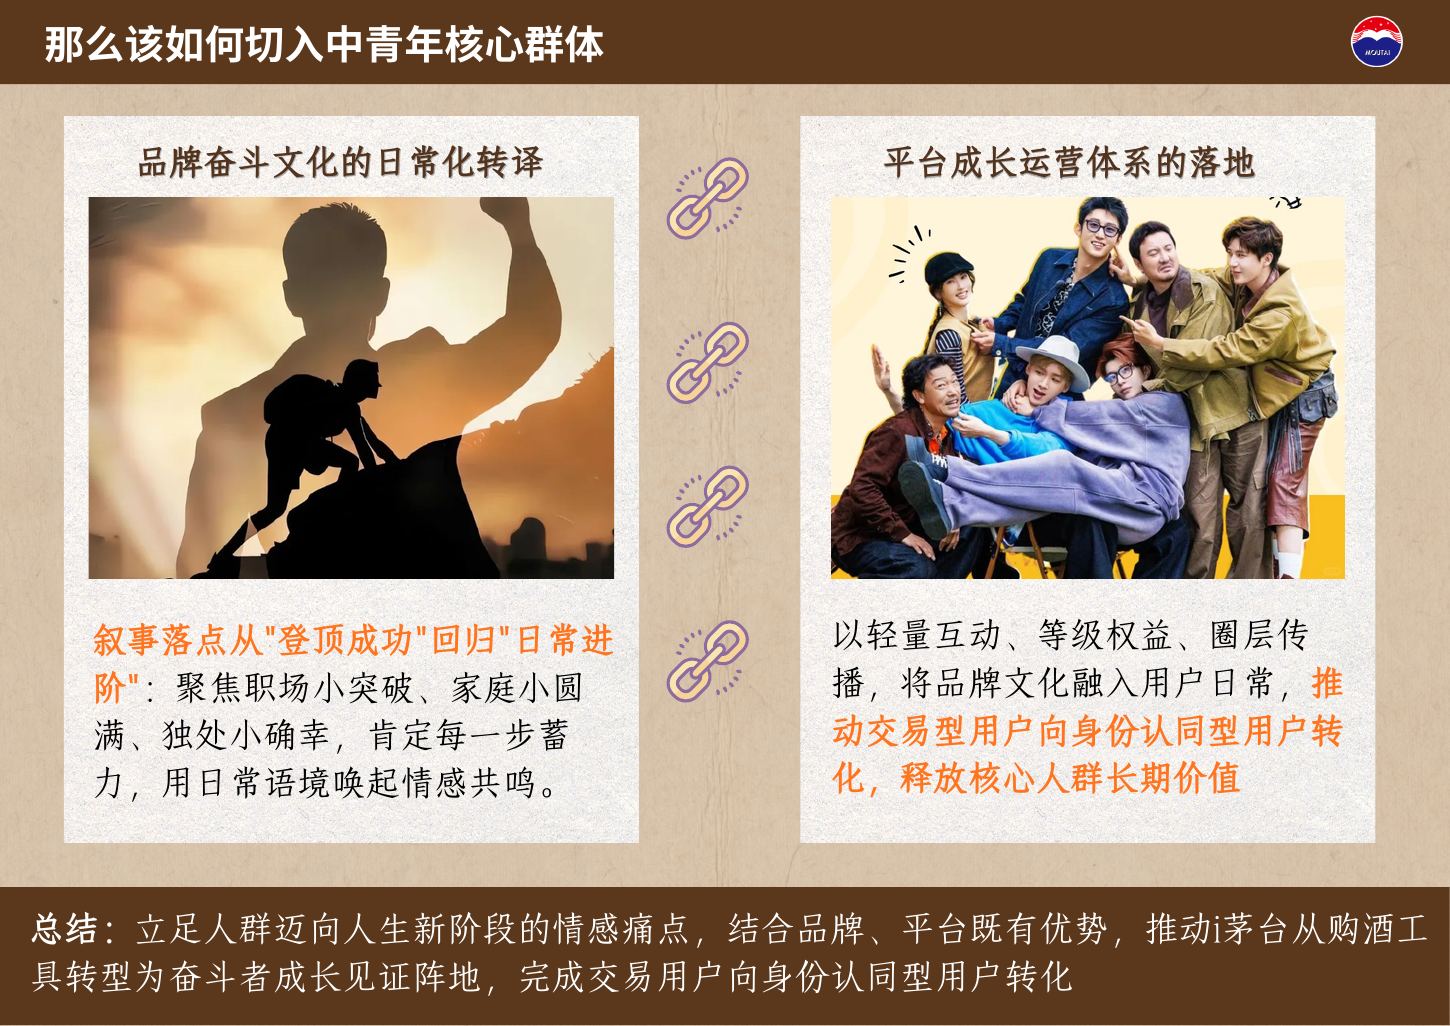 那么该如何切入中青年核心群体
MOUTAI
品牌奋斗文化的日常化转译
平台成长运营体系的落地
叙事落点从"登顶成功"回归"日常进
阶"：聚焦职场小突破、家庭小圆
满、独处小确幸，肯定每一步蓄
力，用日常语境唤起情感共鸣。
以轻量互动、等级权益、圈层传
播，将品牌文化融入用户日常，推
动交易型用户向身份认同型用户转
化，释放核心人群长期价值
总结：立足人群迈向人生新阶段的情感痛点，结合品牌、平台既有优势，推动i茅台从购酒工
具转型为奋斗者成长见证阵地，完成交易用户向身份认同型用户转化